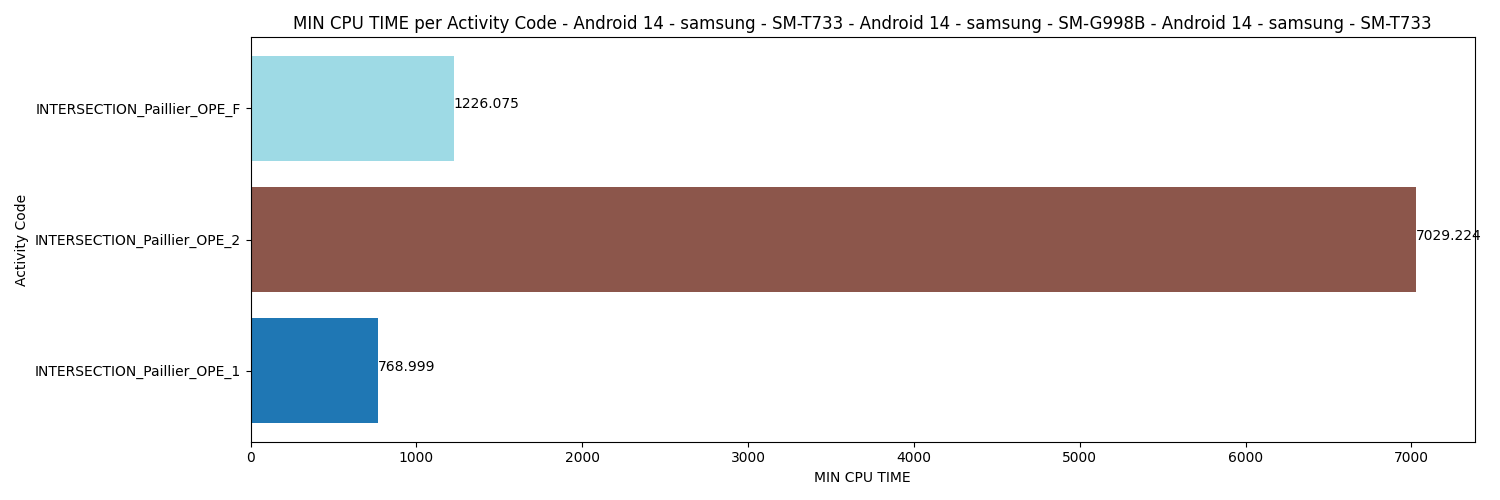 MIN CPU TIME per Activity Code - Android 14 - samsung - SM-T733 - Android 14 - samsung - SM-G998B - Android 14 - samsung - SM-T733
Activity Code
INTERSECTION_Paillier_OPE_F
1226.075
INTERSECTION_Paillier_OPE_2
7029.224
INTERSECTION_Paillier_OPE_1
768.999
0 1000 2000 3000 4000 5000 6000 7000
MIN CPU TIME